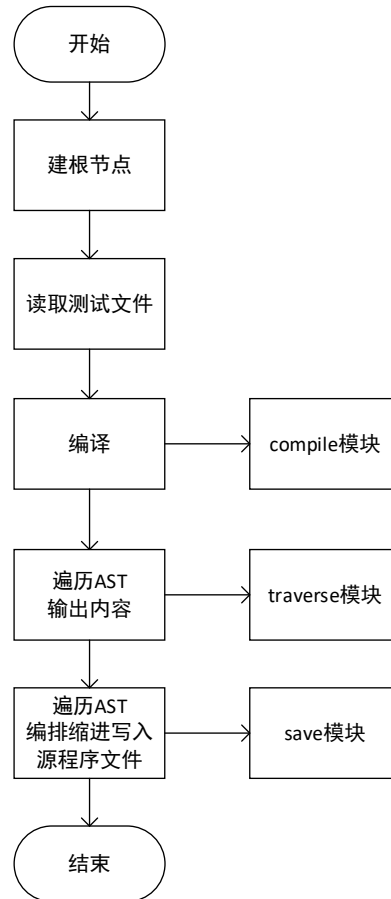 开始
建根节点
读取测试文件
编译
compile模块
遍历AST
输出内容
traverse模块
遍历AST
编排缩进写入
源程序文件
save模块
结束